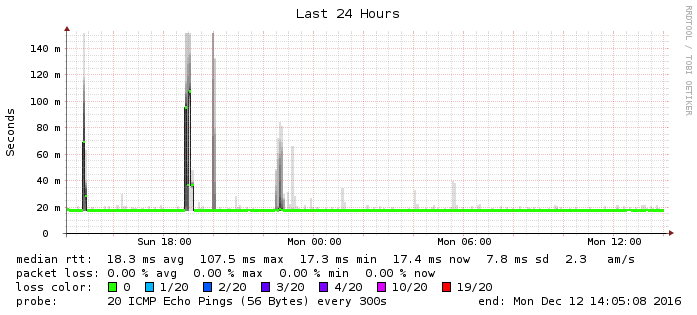 Last 24 Hours
RRDTOOL / TOBI OETIKER
Seconds
140 m
120 m
100 m
80 m
60 m
40 m
20 m
0
Sun 18:00 Mon 00:00 Mon 06:00 Mon 12:00
median rtt: 18.3 ms avg 107.5 ms max 17.3 ms min 17.4 ms now 7.8 ms sd 2.3 am/s
packet loss: 0.00 % avg 0.00 % max 0.00 % min 0.00 % now
loss color: 0 1/20 2/20 3/20 4/20 10/20 19/20
probe: 20 ICMP Echo Pings (56 Bytes) every 300s end: Mon Dec 12 14:05:08 2016